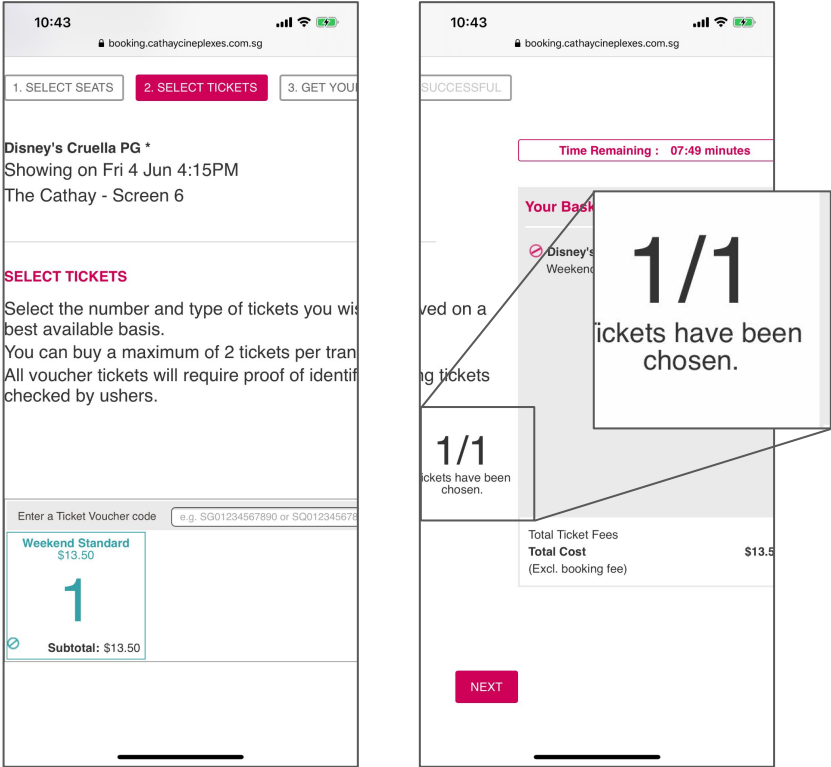 10:43
booking.cathaycineplexes.com.sg
1. SELECT SEATS
2. SELECT TICKETS
3. GET YOUR
Disney's Cruella PG *
Showing on Fri 4 Jun 4:15PM
The Cathay - Screen 6
SELECT TICKETS
Select the number and type of tickets you wis
best available basis.
You can buy a maximum of 2 tickets per tran
All voucher tickets will require proof of identif
checked by ushers.
Enter a Ticket Voucher code
e.g. SG01234567890 or SQ012345678
Weekend Standard
$13.50
1
Subtotal: $13.50
10:43
booking.cathaycineplexes.com.sg
SUCCESSFUL
Time Remaining : 07:49 minutes
Your Bask
Disney's
Weekend
ved on a
ng tickets
1/1
ickets have been
chosen.
1/1
ickets have been
chosen.
Total Ticket Fees
Total Cost $13.5
(Excl. booking fee)
NEXT